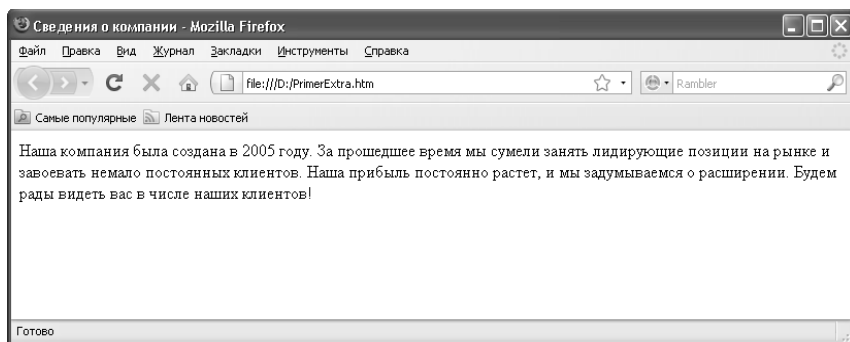 Сведения о компании - Mozilla Firefox
Файл Правка Вид Журнал Закладки Инструменты Справка
file:///D:/PrimerExtra.htm Rambler
Самые популярные Лента новостей
Наша компания была создана в 2005 году. За прошедшее время мы сумели занять лидирующие позиции на рынке и
завоевать немало постоянных клиентов. Наша прибыль постоянно растет, и мы задумываемся о расширении. Будем
рады видеть вас в числе наших клиентов!
Готово